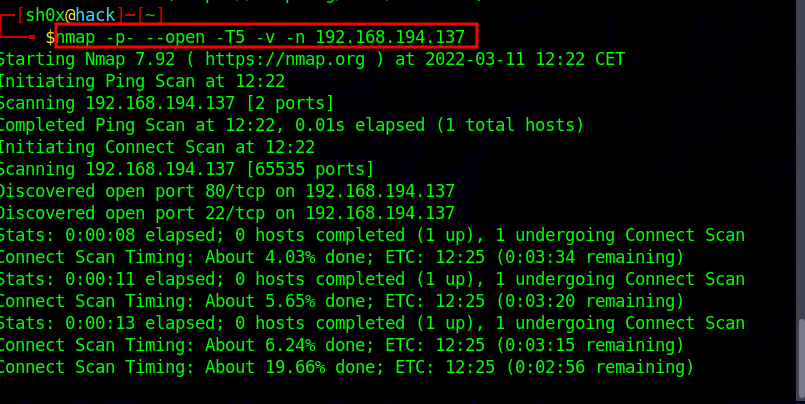 [sh0x@hack]─[~]
$nmap -p- --open -T5 -v -n 192.168.194.137
Starting Nmap 7.92 ( https://nmap.org ) at 2022-03-11 12:22 CET
Initiating Ping Scan at 12:22
Scanning 192.168.194.137 [2 ports]
Completed Ping Scan at 12:22, 0.01s elapsed (1 total hosts)
Initiating Connect Scan at 12:22
Scanning 192.168.194.137 [65535 ports]
Discovered open port 80/tcp on 192.168.194.137
Discovered open port 22/tcp on 192.168.194.137
Stats: 0:00:08 elapsed; 0 hosts completed (1 up), 1 undergoing Connect Scan
Connect Scan Timing: About 4.03% done; ETC: 12:25 (0:03:34 remaining)
Stats: 0:00:11 elapsed; 0 hosts completed (1 up), 1 undergoing Connect Scan
Connect Scan Timing: About 5.65% done; ETC: 12:25 (0:03:20 remaining)
Stats: 0:00:13 elapsed; 0 hosts completed (1 up), 1 undergoing Connect Scan
Connect Scan Timing: About 6.24% done; ETC: 12:25 (0:03:15 remaining)
Connect Scan Timing: About 19.66% done; ETC: 12:25 (0:02:56 remaining)